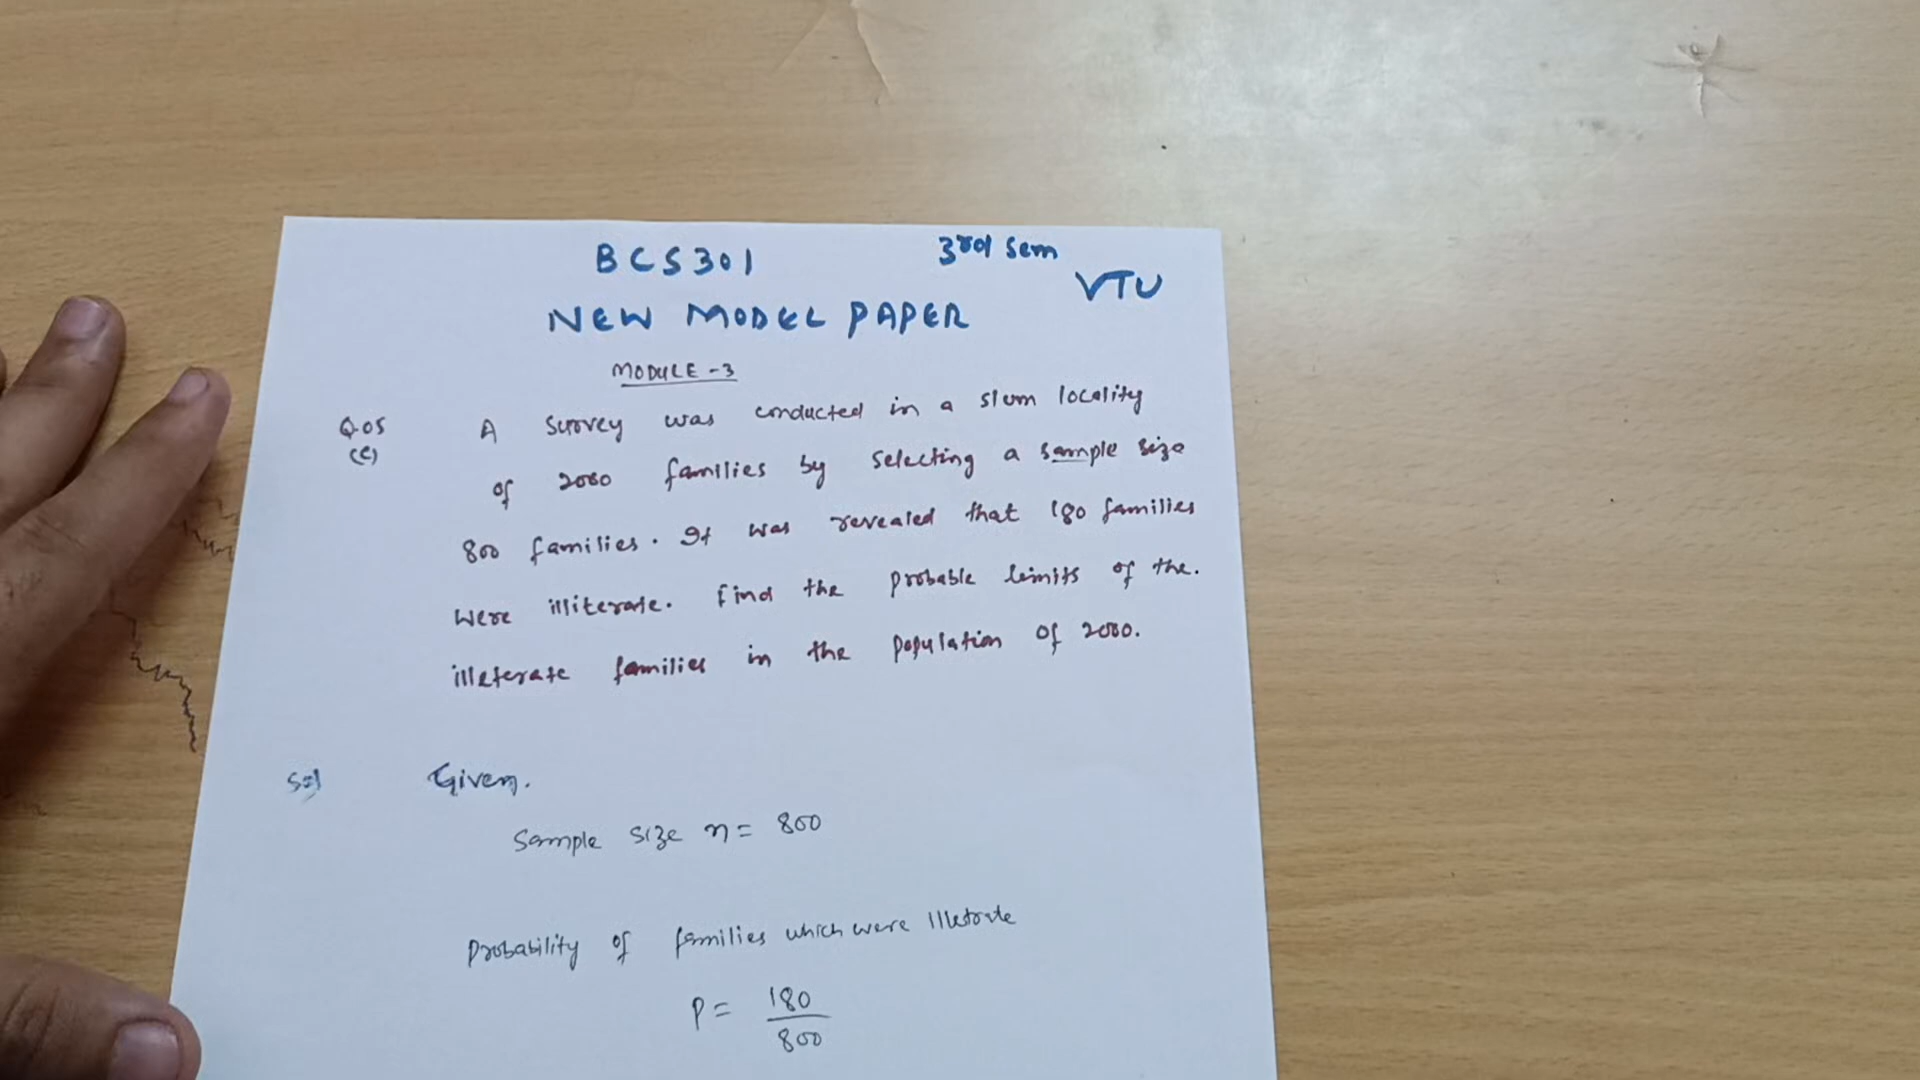 BCS301 3rd sem
VTU
NEW MODEL PAPER
MODULE-3
Q.05 A survey was conducted in a slum locality
(c) of 2000 families by selecting a sample size
800 families. It was revealed that 180 families
were illiterate. Find the probable limits of the.
illeterate families in the population of 2000.
Sol Given.
Sample size n = 800
Probability of families which were illetrate
P = 180
800